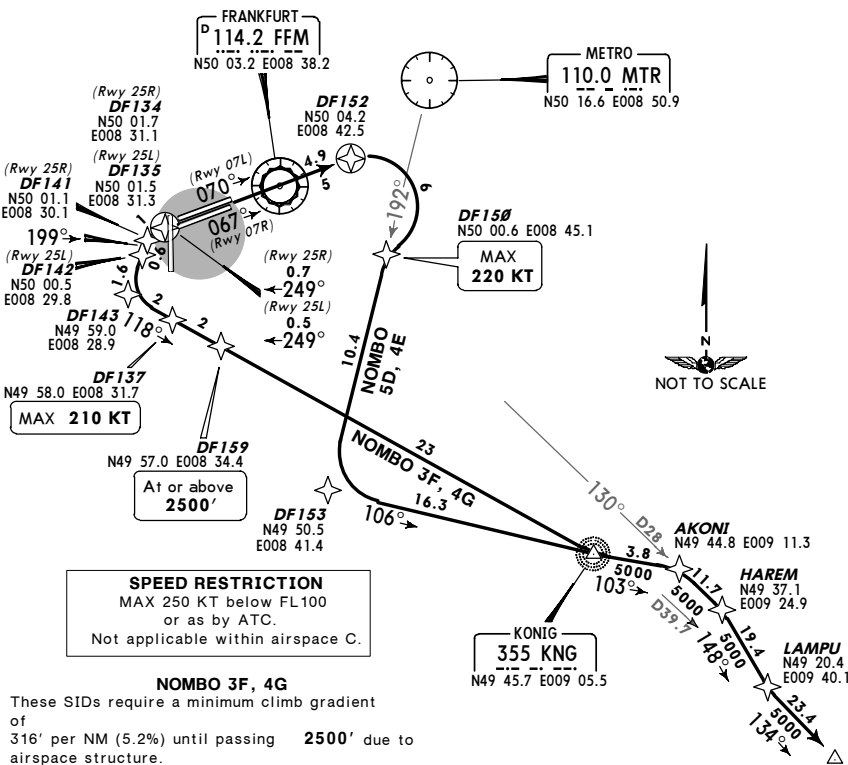 FRANKFURT
D 114.2 FFM
N50 03.2 E008 38.2
METRO
110.0 MTR
N50 16.6 E008 50.9
(Rwy 25R)
DF134
N50 01.7
E008 31.1
DF152
N50 04.2
E008 42.5
(Rwy 25L)
DF135
N50 01.5
E008 31.3
(Rwy 25R)
DF141
N50 01.1
E008 30.1
199°
(Rwy 25L)
DF142
N50 00.5
E008 29.8
(Rwy 07L)
070°
4.9
5
067°
(Rwy 07R)
1
0.6
1.6
9
192°
DF15Ø
N50 00.6 E008 45.1
MAX
220 KT
(Rwy 25R)
0.7
249°
(Rwy 25L)
0.5
249°
DF143
N49 59.0
E008 28.9
2
118°
2
DF137
N49 58.0 E008 31.7
MAX 210 KT
DF159
N49 57.0 E008 34.4
At or above
2500'
10.4
NOMBO
5D, 4E
N
NOT TO SCALE
23
NOMBO 3F, 4G
16.3
106°
DF153
N49 50.5
E008 41.4
130°
D28
AKONI
N49 44.8 E009 11.3
3.8
5000
103°
11.7
5000
D39.7
HAREM
N49 37.1
E009 24.9
19.4
5000
148°
LAMPU
N49 20.4
E009 40.1
23.4
5000
134°
KONIG
355 KNG
N49 45.7 E009 05.5
SPEED RESTRICTION
MAX 250 KT below FL100
or as by ATC.
Not applicable within airspace C.
NOMBO 3F, 4G
These SIDs require a minimum climb gradient
of
316' per NM (5.2%) until passing 2500' due to
airspace structure.